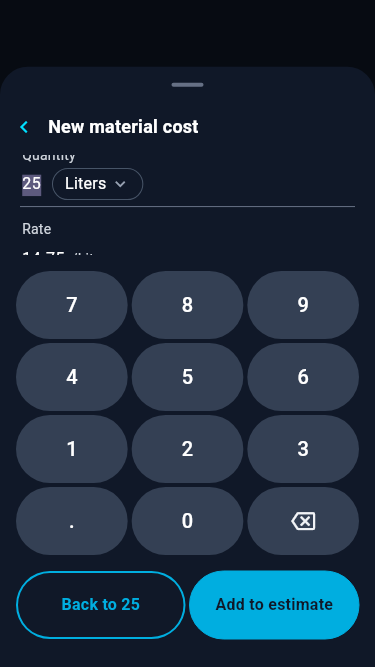 New material cost
Quantity
25 Liters
Rate
7 8 9
4 5 6
1 2 3
. 0
Back to 25 Add to estimate